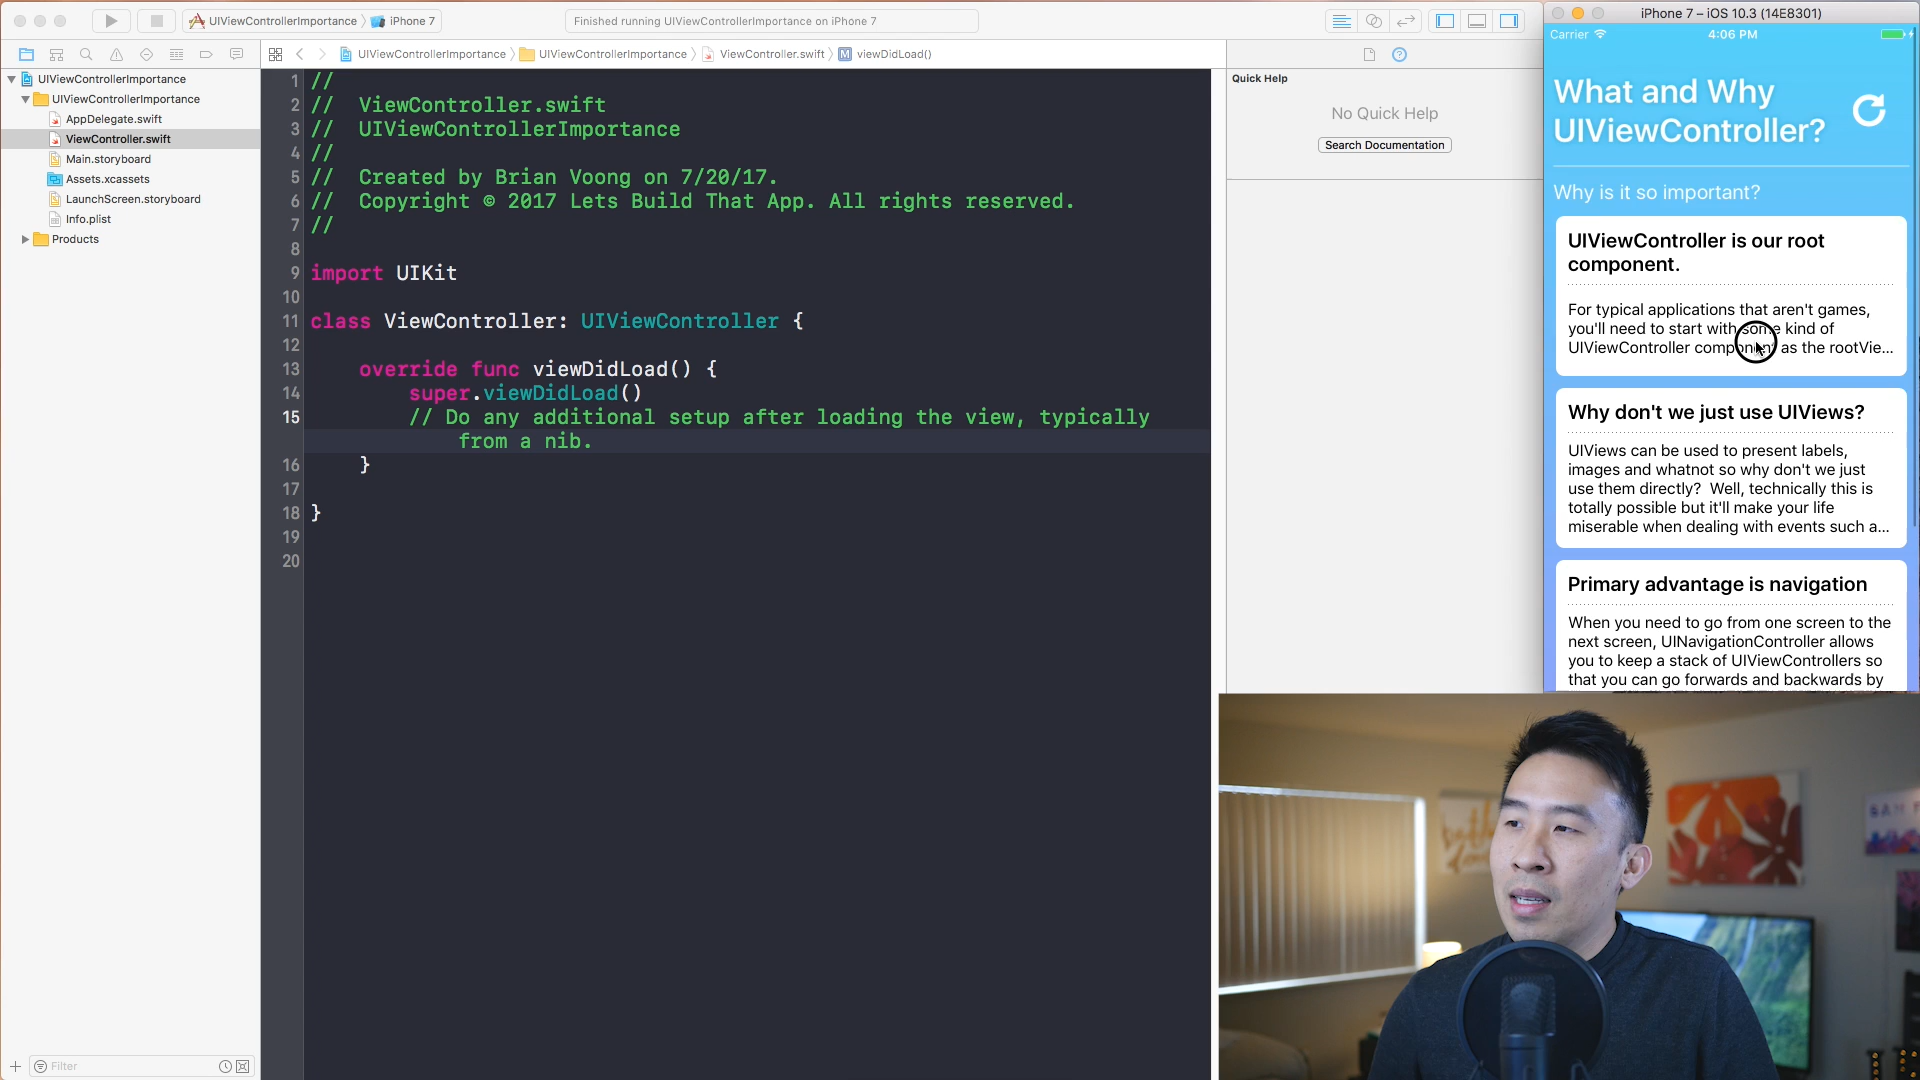 UIViewControllerImportance
iPhone 7
Finished running UIViewControllerImportance on iPhone 7
UIViewControllerImportance
UIViewControllerImportance
ViewController.swift
M
viewDidLoad()
UIViewControllerImportance
UIViewControllerImportance
AppDelegate.swift
ViewController.swift
Main.storyboard
Assets.xcassets
LaunchScreen.storyboard
Info.plist
Products
Filter
1 //
2 //  ViewController.swift
3 //  UIViewControllerImportance
4 //
5 //  Created by Brian Voong on 7/20/17.
6 //  Copyright © 2017 Lets Build That App. All rights reserved.
7 //
8
9 import UIKit
10
11 class ViewController: UIViewController {
12
13     override func viewDidLoad() {
14         super.viewDidLoad()
15         // Do any additional setup after loading the view, typically
from a nib.
16     }
17
18 }
19
20
Quick Help
No Quick Help
Search Documentation
iPhone 7 – iOS 10.3 (14E8301)
Carrier
4:06 PM
What and Why
UIViewController?
Why is it so important?
UIViewController is our root
component.
For typical applications that aren't games,
you'll need to start with some kind of
UIViewController component as the rootVie...
Why don't we just use UIViews?
UIViews can be used to present labels,
images and whatnot so why don't we just
use them directly?  Well, technically this is
totally possible but it'll make your life
miserable when dealing with events such a...
Primary advantage is navigation
When you need to go from one screen to the
next screen, UINavigationController allows
you to keep a stack of UIViewControllers so
that you can go forwards and backwards by